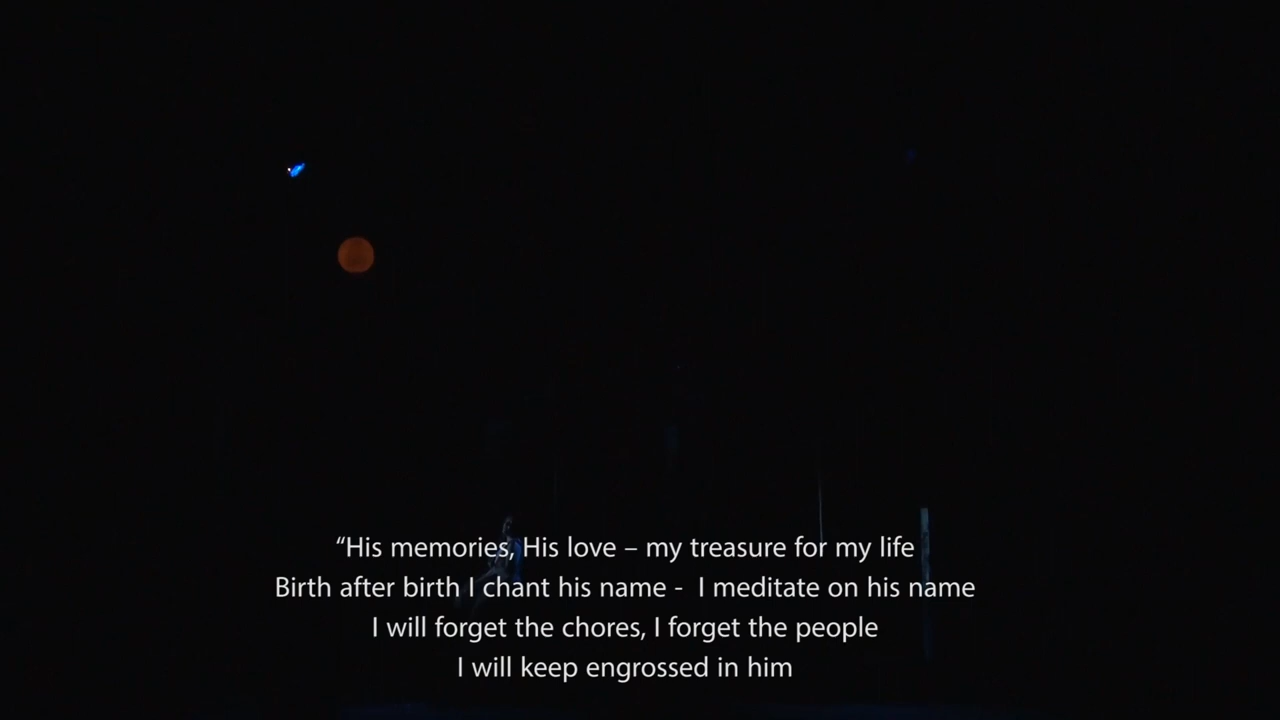 “His memories, His love – my treasure for my life
Birth after birth I chant his name -  I meditate on his name
I will forget the chores, I forget the people
I will keep engrossed in him